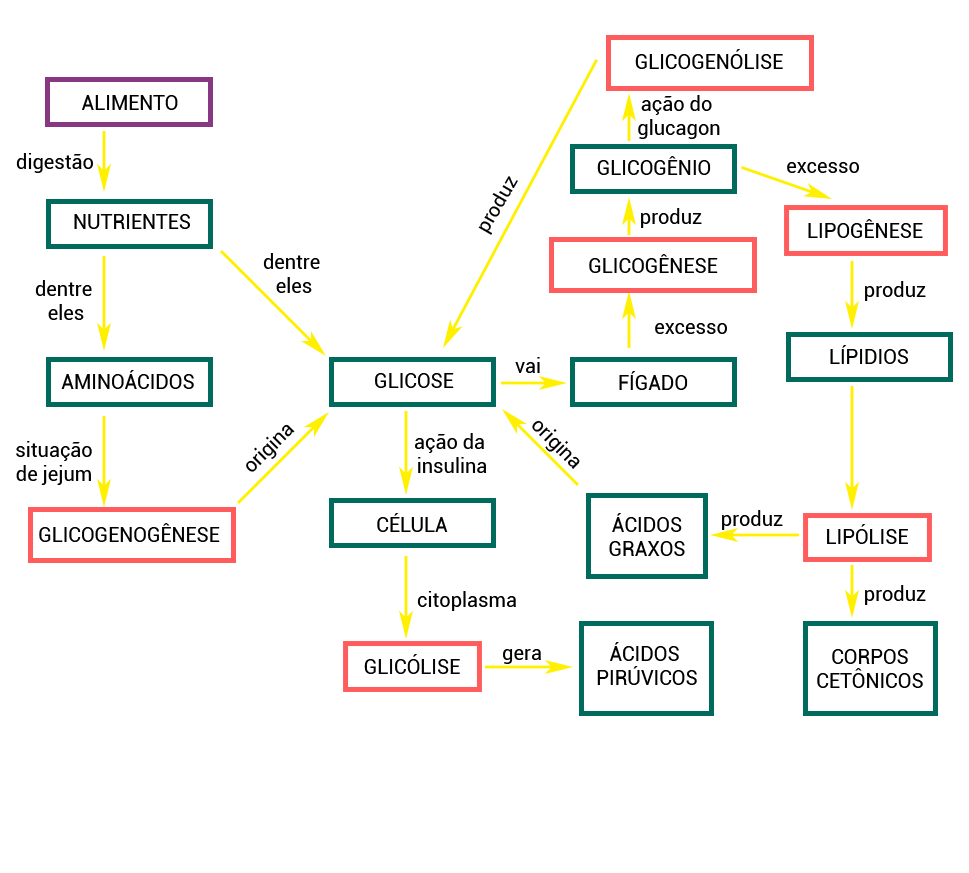 GLICOGENÓLISE
ALIMENTO
ação do
glucagon
digestão
GLICOGÊNIO
excesso
produz
NUTRIENTES
produz
LIPOGÊNESE
dentre
eles
GLICOGÊNESE
dentre
eles
produz
excesso
LÍPIDIOS
AMINOÁCIDOS
GLICOSE
vai
FÍGADO
situação
de jejum
origina
ação da
insulina
origina
GLICOGENOGÊNESE
CÉLULA
ÁCIDOS
GRAXOS
produz
LIPÓLISE
citoplasma
produz
GLICÓLISE
gera
ÁCIDOS
PIRÚVICOS
CORPOS
CETÔNICOS